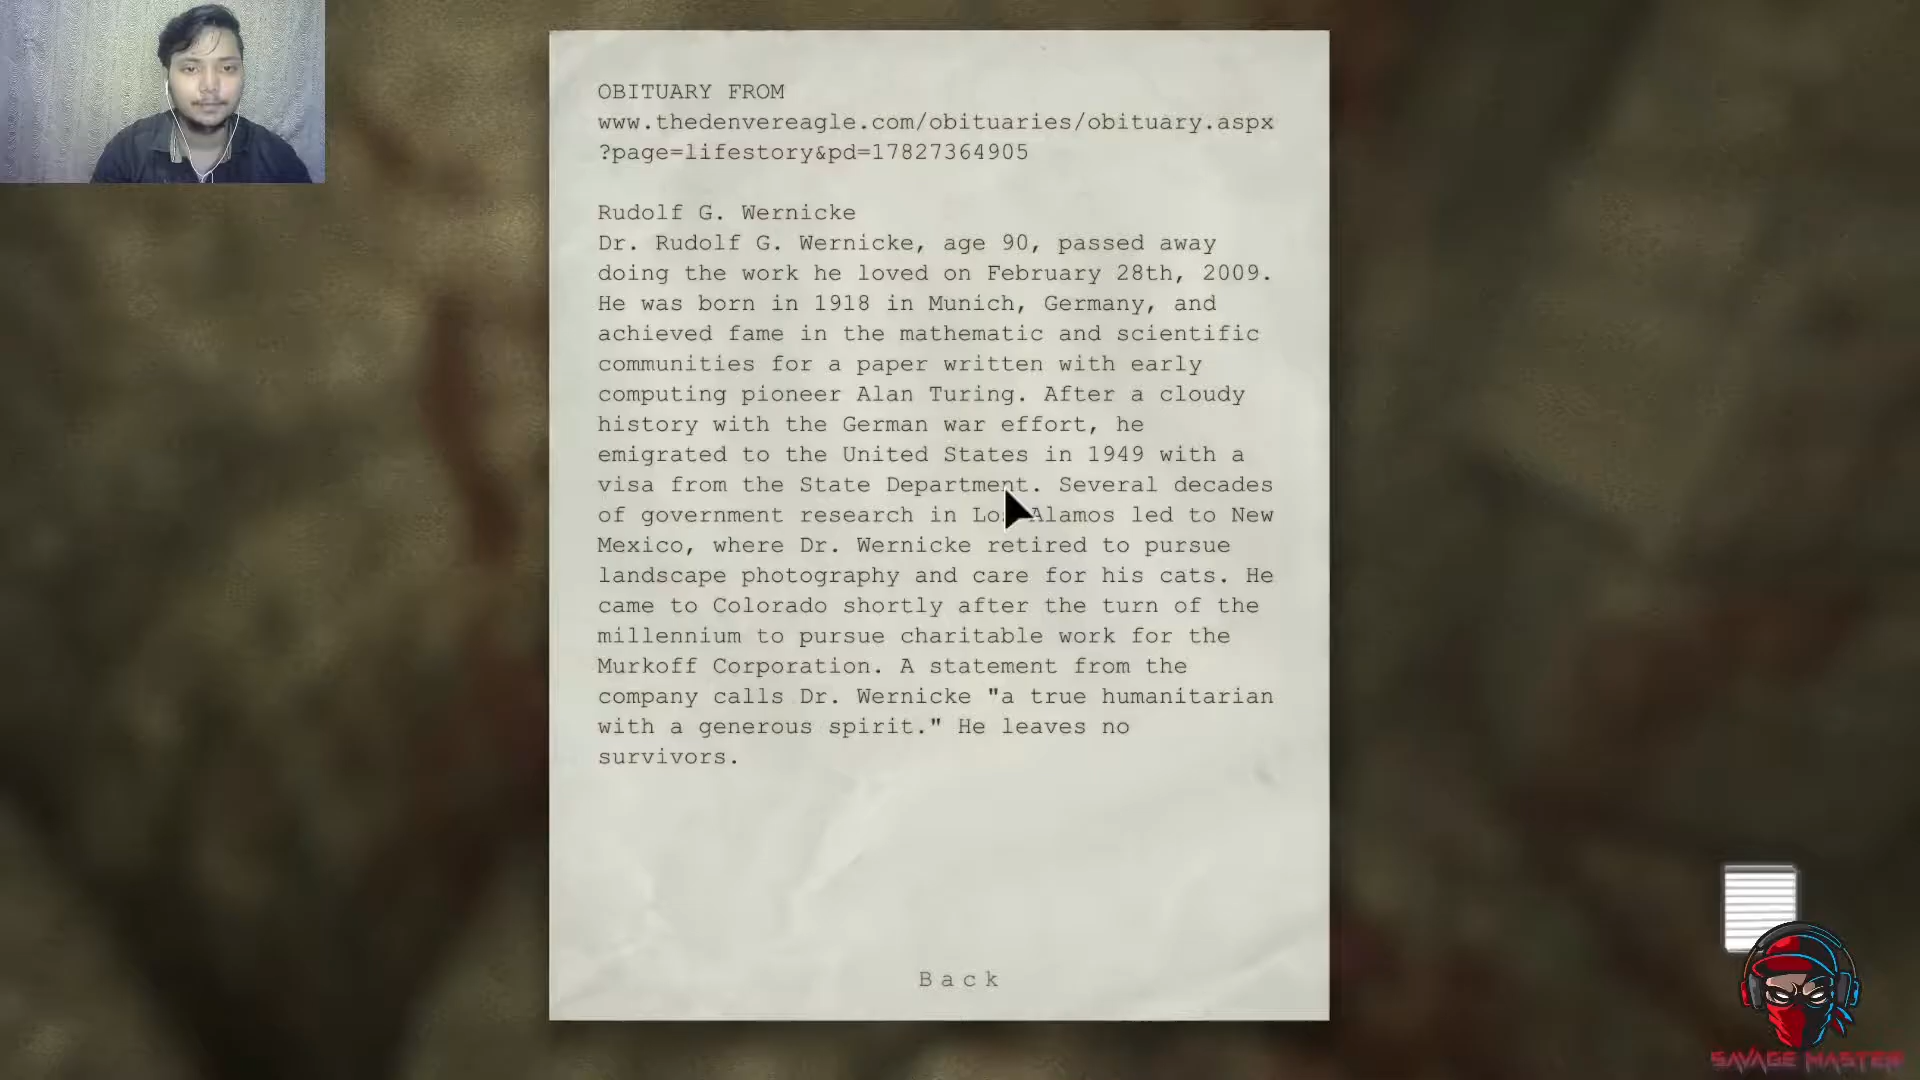 OBITUARY FROM
www.thedenvereagle.com/obituaries/obituary.aspx
?page=lifestory&pd=17827364905
Rudolf G. Wernicke
Dr. Rudolf G. Wernicke, age 90, passed away
doing the work he loved on February 28th, 2009.
He was born in 1918 in Munich, Germany, and
achieved fame in the mathematic and scientific
communities for a paper written with early
computing pioneer Alan Turing. After a cloudy
history with the German war effort, he
emigrated to the United States in 1949 with a
visa from the State Department. Several decades
of government research in Los Alamos led to New
Mexico, where Dr. Wernicke retired to pursue
landscape photography and care for his cats. He
came to Colorado shortly after the turn of the
millennium to pursue charitable work for the
Murkoff Corporation. A statement from the
company calls Dr. Wernicke "a true humanitarian
with a generous spirit." He leaves no
survivors.
Back
SAVAGE MASTER